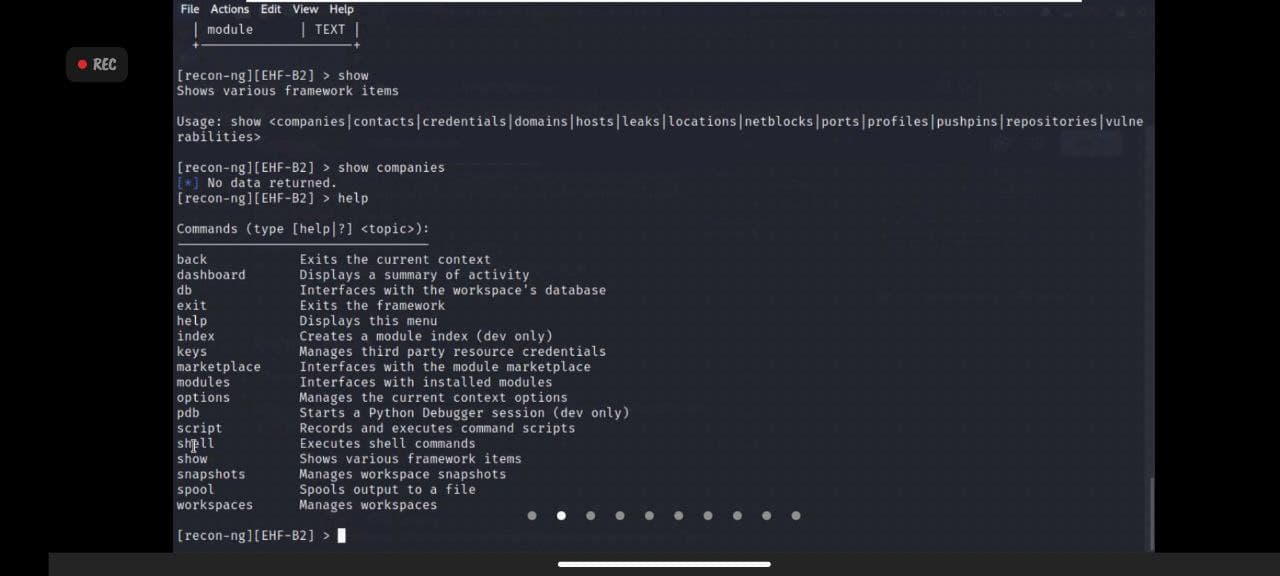 File Actions Edit View Help
| module | TEXT |
+---------------------+
REC
[recon-ng][EHF-B2] > show
Shows various framework items
Usage: show <companies|contacts|credentials|domains|hosts|leaks|locations|netblocks|ports|profiles|pushpins|repositories|vulne
rabilities>
[recon-ng][EHF-B2] > show companies
[*] No data returned.
[recon-ng][EHF-B2] > help
Commands (type [help|?] <topic>):
back Exits the current context
dashboard Displays a summary of activity
db Interfaces with the workspace's database
exit Exits the framework
help Displays this menu
index Creates a module index (dev only)
keys Manages third party resource credentials
marketplace Interfaces with the module marketplace
modules Interfaces with installed modules
options Manages the current context options
pdb Starts a Python Debugger session (dev only)
script Records and executes command scripts
shell Executes shell commands
show Shows various framework items
snapshots Manages workspace snapshots
spool Spools output to a file
workspaces Manages workspaces
[recon-ng][EHF-B2] >